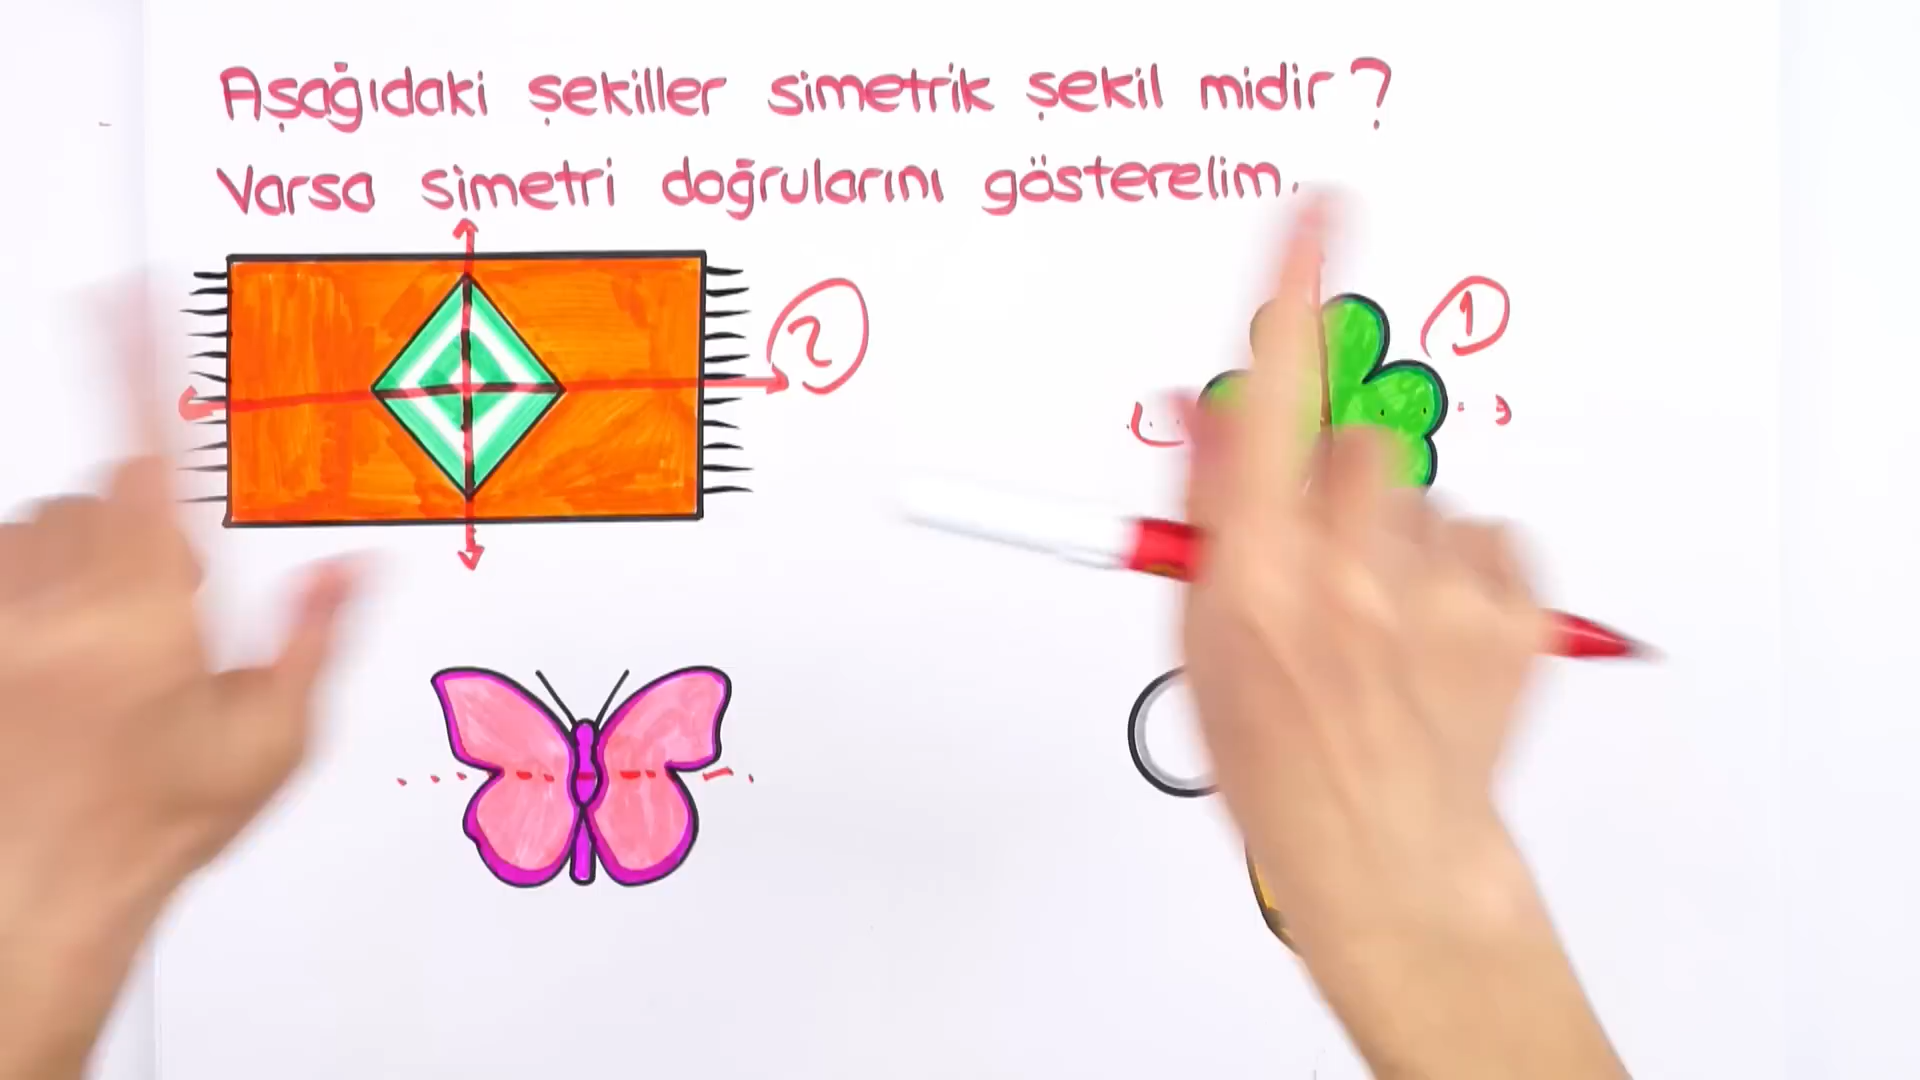 Aşağıdaki şekiller simetrik şekil midir?
Varsa simetri doğrularını gösterelim.
2
1